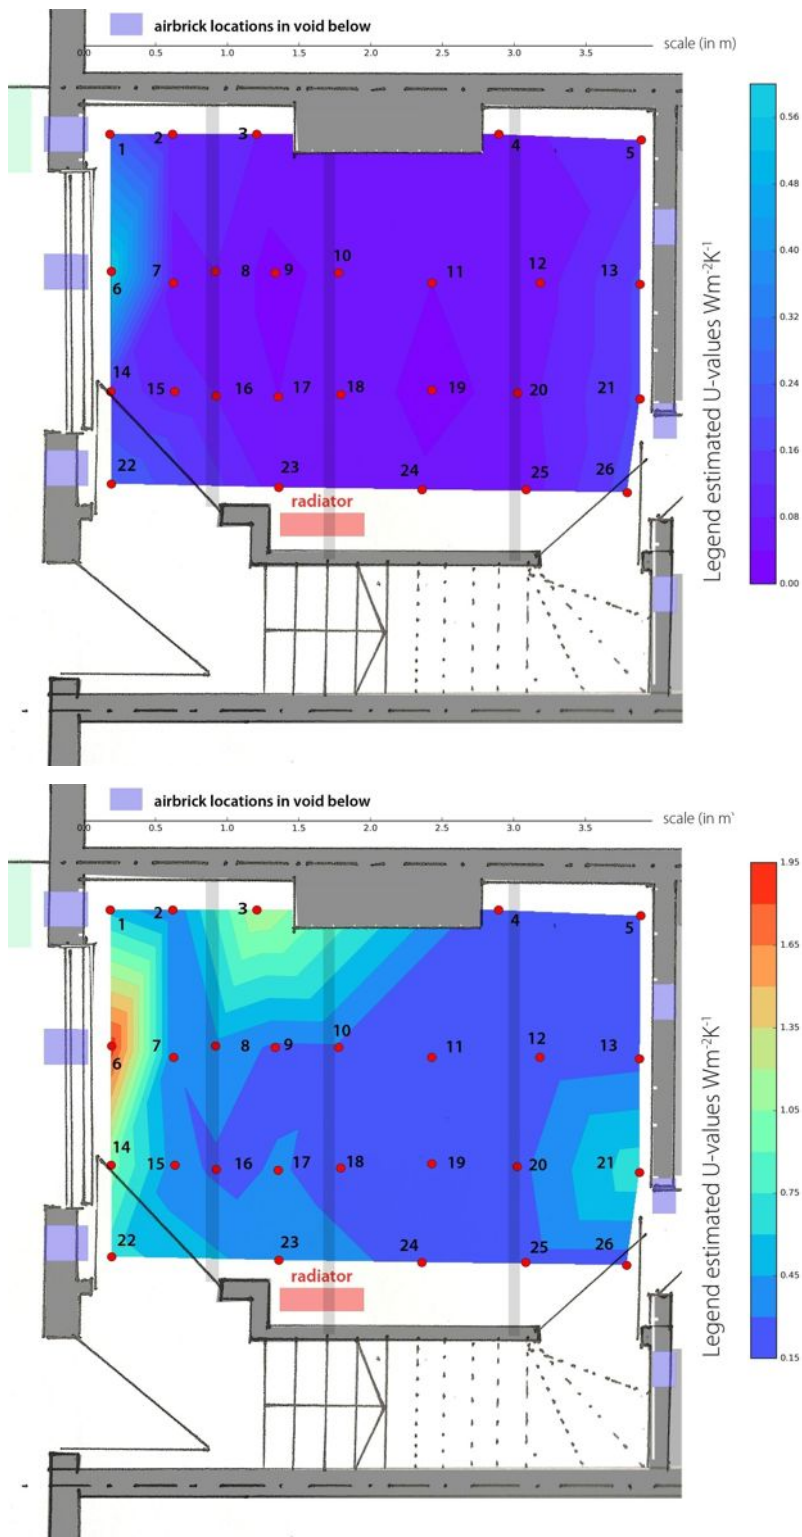 airbrick locations in void below
scale (in m)
0.0 0.5 1.0 1.5 2.0 2.5 3.0 3.5
1 2 3 4 5
6 7 8 9 10 11 12 13
14 15 16 17 18 19 20 21
22 23 24 25 26
radiator
Legend estimated U-values Wm⁻²K⁻¹
0.56
0.48
0.40
0.32
0.24
0.16
0.08
0.00
airbrick locations in void below
scale (in m`
0.0 0.5 1.0 1.5 2.0 2.5 3.0 3.5
1 2 3 4 5
6 7 8 9 10 11 12 13
14 15 16 17 18 19 20 21
22 23 24 25 26
radiator
Legend estimated U-values Wm⁻²K⁻¹
1.95
1.65
1.35
1.05
0.75
0.45
0.15